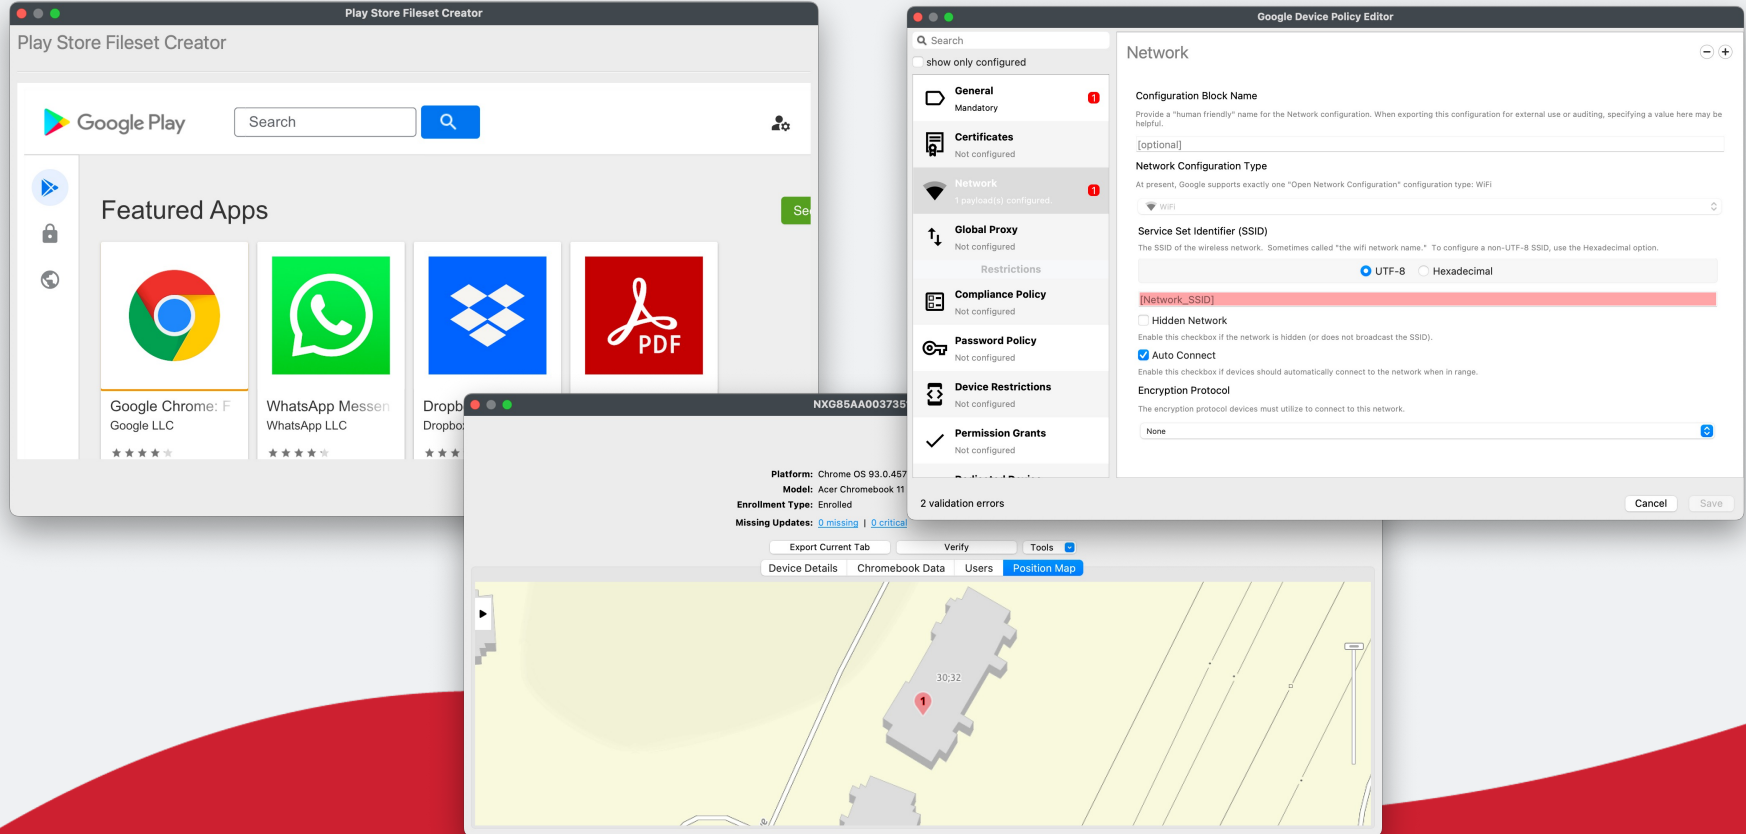 Play Store Fileset Creator
Play Store Fileset Creator
Google Play
Search
Featured Apps
Google Chrome: F
Google LLC
WhatsApp Messen
WhatsApp LLC
PDF
NXG85AA003735
Platform: Chrome OS 93.0.457
Model: Acer Chromebook 11
Enrollment Type: Enrolled
Missing Updates: 0 missing | 0 critical
Export Current Tab
Verify
Tools
Device Details
Chromebook Data
Users
Position Map
30;32
1
Google Device Policy Editor
Search
show only configured
General
Mandatory
1
Certificates
Not configured
Network
1 payload(s) configured.
1
Global Proxy
Not configured
Restrictions
Compliance Policy
Not configured
Password Policy
Not configured
Device Restrictions
Not configured
Permission Grants
Not configured
2 validation errors
Network
Configuration Block Name
Provide a "human friendly" name for the Network configuration. When exporting this configuration for external use or auditing, specifying a value here may be
helpful.
[optional]
Network Configuration Type
At present, Google supports exactly one "Open Network Configuration" configuration type: WiFi
WiFi
Service Set Identifier (SSID)
The SSID of the wireless network. Sometimes called "the wifi network name." To configure a non-UTF-8 SSID, use the Hexadecimal option.
UTF-8
Hexadecimal
[Network_SSID]
Hidden Network
Enable this checkbox if the network is hidden (or does not broadcast the SSID).
Auto Connect
Enable this checkbox if devices should automatically connect to the network when in range.
Encryption Protocol
The encryption protocol devices must utilize to connect to this network.
None
Cancel
Save